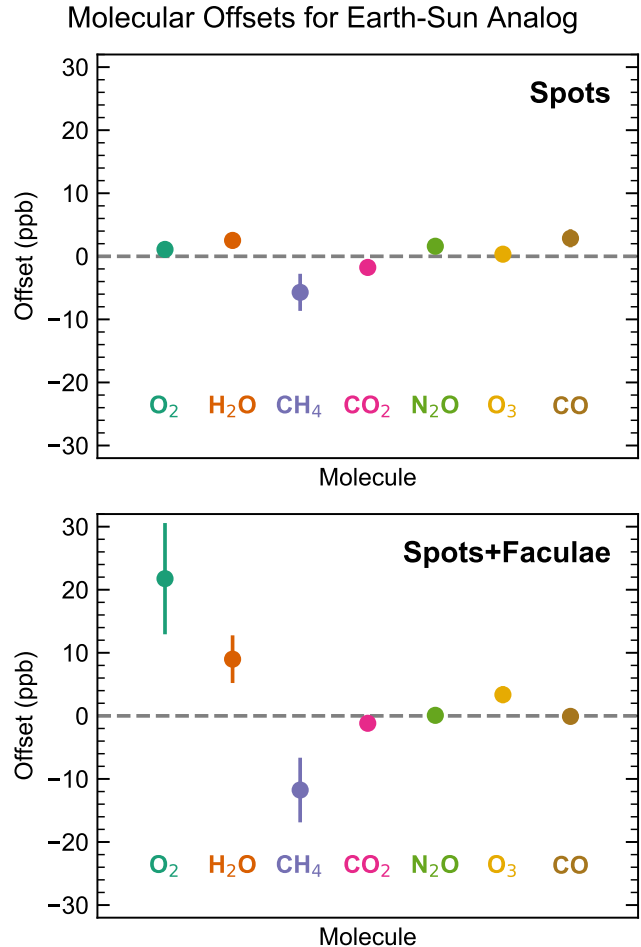 Molecular Offsets for Earth-Sun Analog
Spots
30
20
10
0
−10
−20
−30
Offset (ppb)
O₂ H₂O CH₄ CO₂ N₂O O₃ CO
Molecule
Spots+Faculae
30
20
10
0
−10
−20
−30
Offset (ppb)
O₂ H₂O CH₄ CO₂ N₂O O₃ CO
Molecule